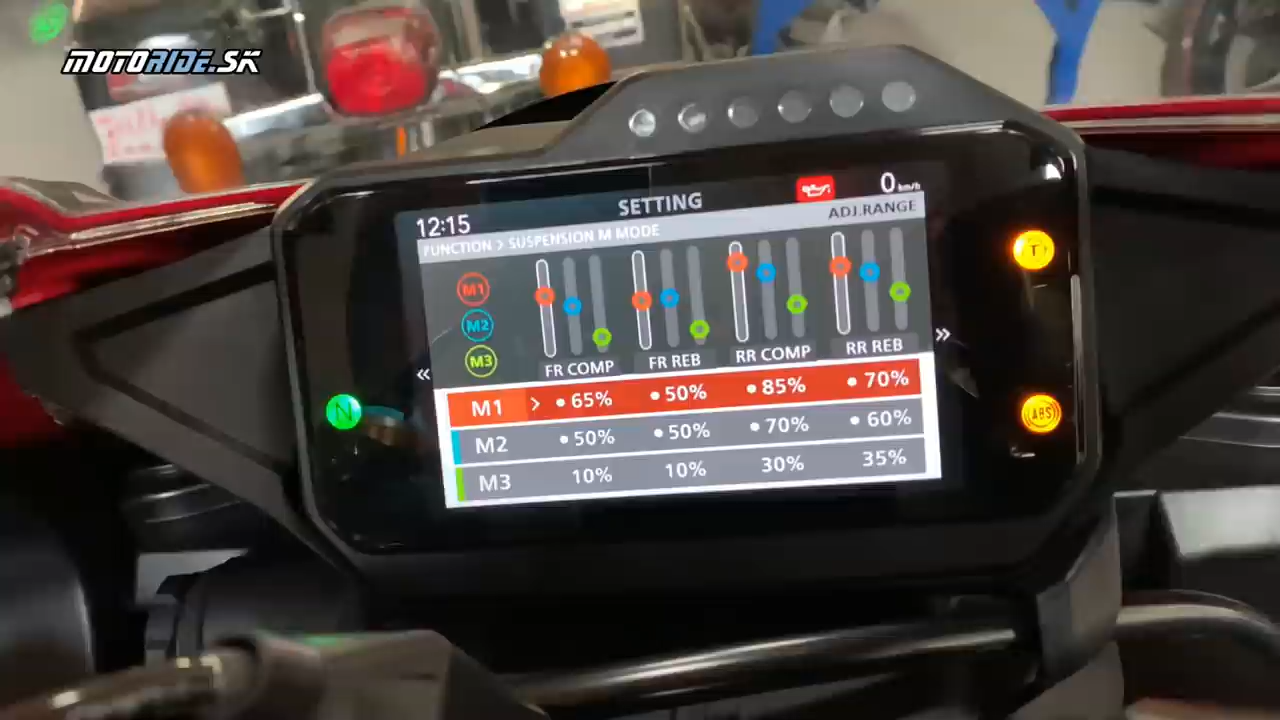 MOTORIDE.SK
SETTING
0 km/h
12:15
ADJ.RANGE
FUNCTION > SUSPENSION M MODE
M1
M2
M3
FR COMP FR REB RR COMP RR REB
M1 > •65% •50% •85% •70%
M2 •50% •50% •70% •60%
M3 10% 10% 30% 35%
« »
N
T
ABS